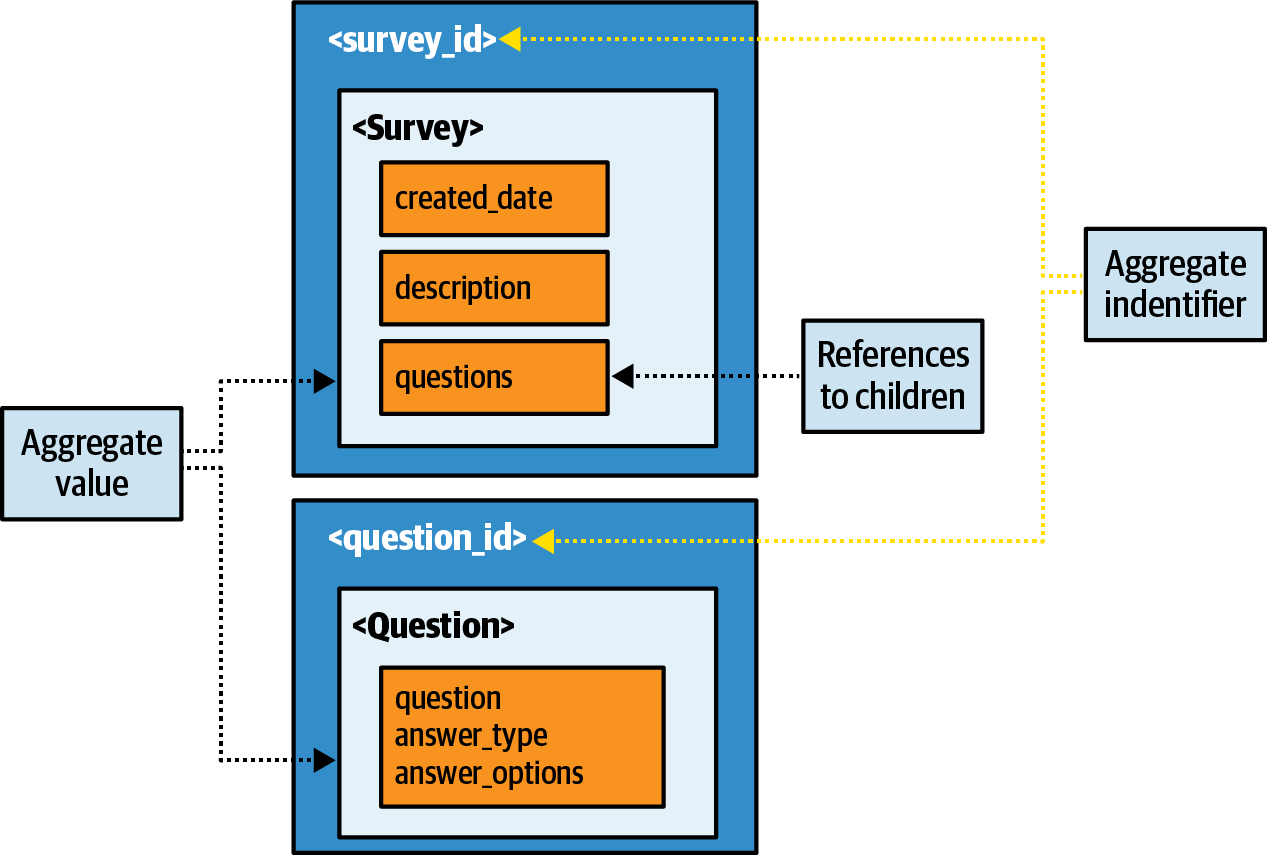 <survey_id>
<Survey>
created_date
description
questions
Aggregate
value
References
to children
Aggregate
indentifier
<question_id>
<Question>
question
answer_type
answer_options